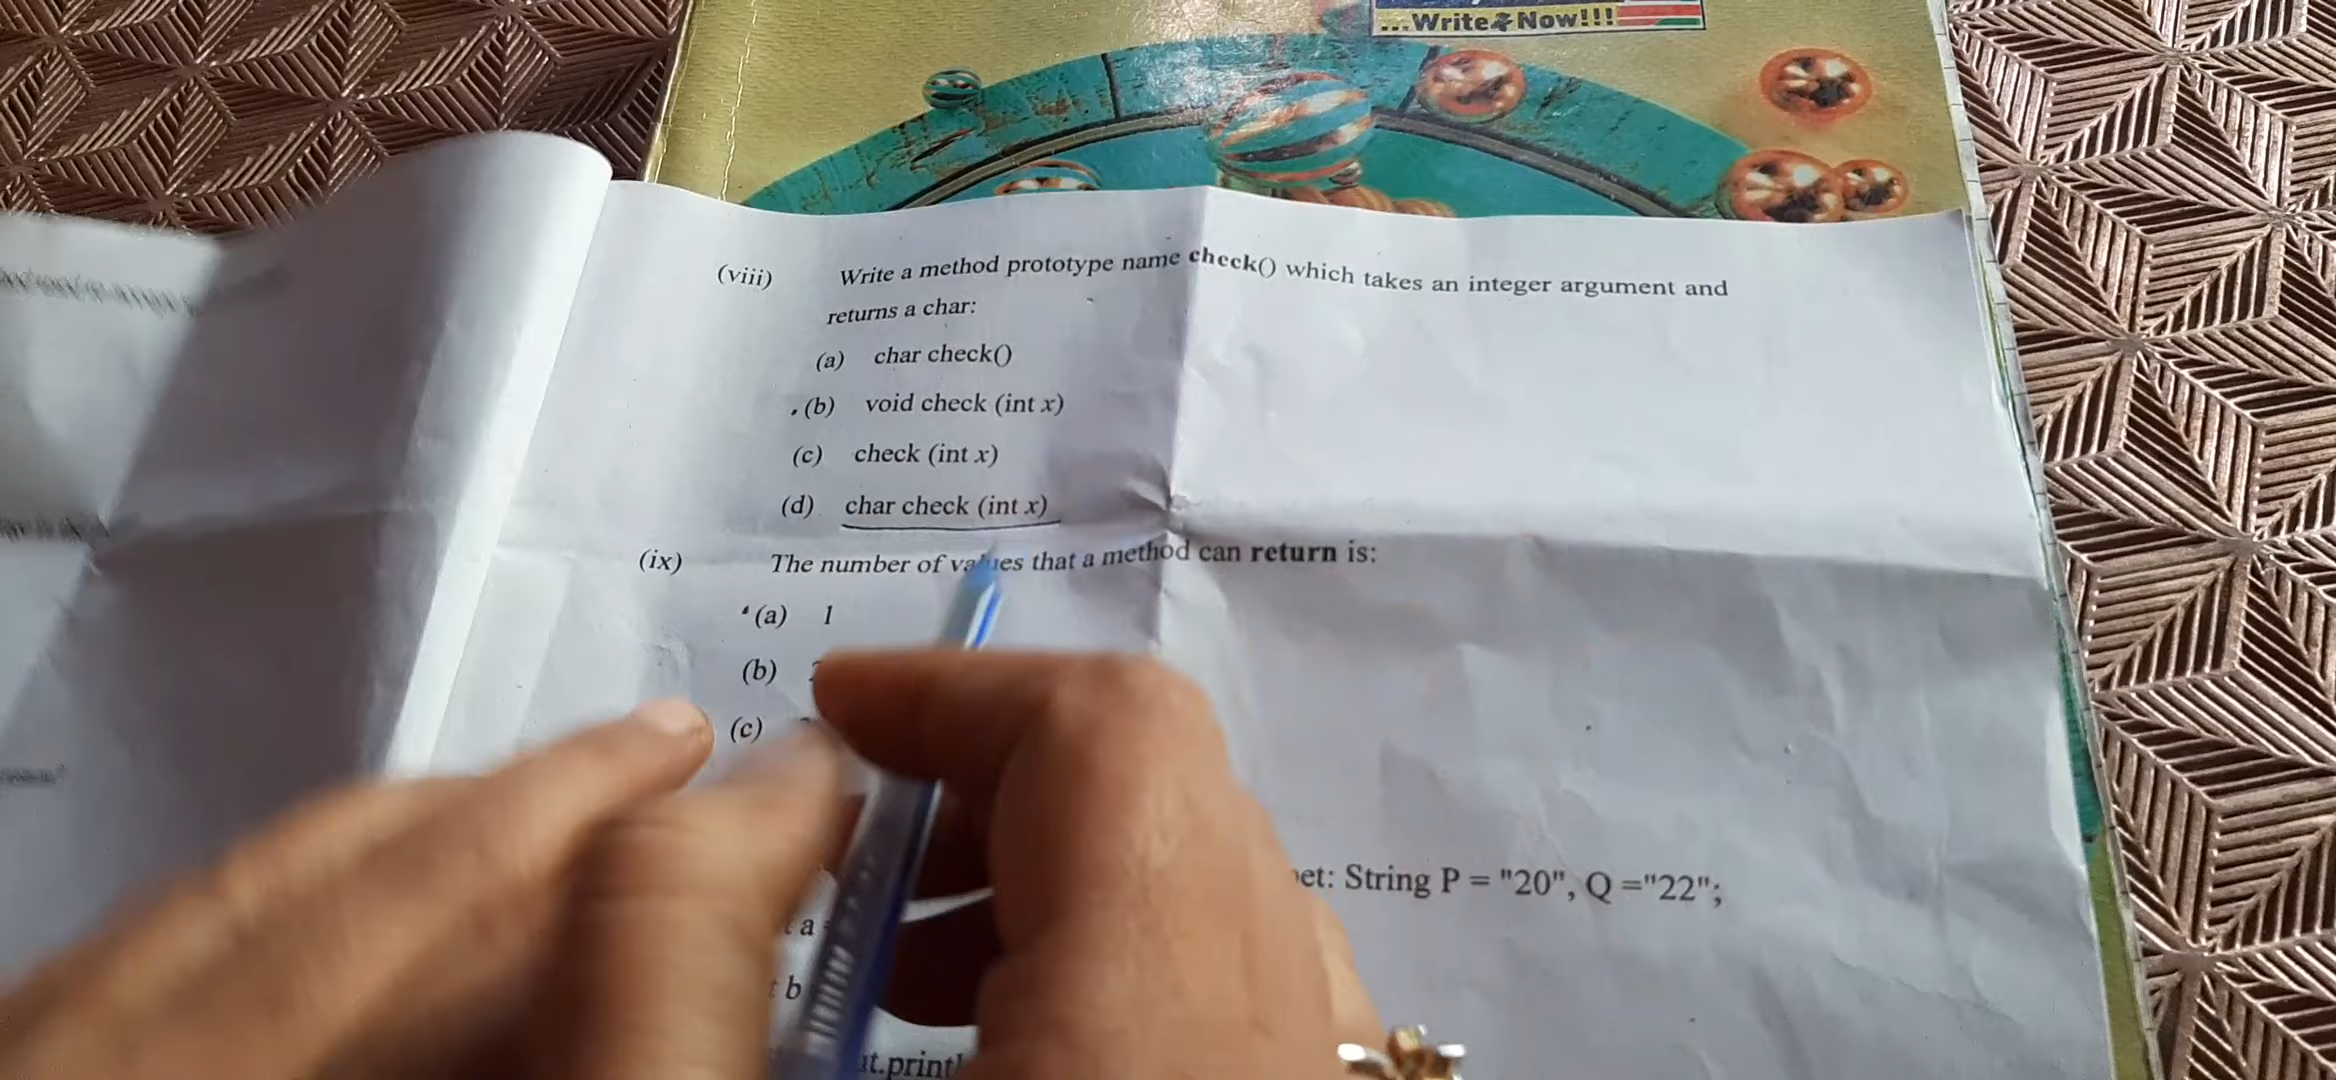 ...Write Now!!!
(viii) Write a method prototype name check() which takes an integer argument and
returns a char:
(a) char check()
(b) void check (int x)
(c) check (int x)
(d) char check (int x)
(ix) The number of values that a method can return is:
(a) 1
(b)
(c)
String P = "20", Q ="22";
a
b